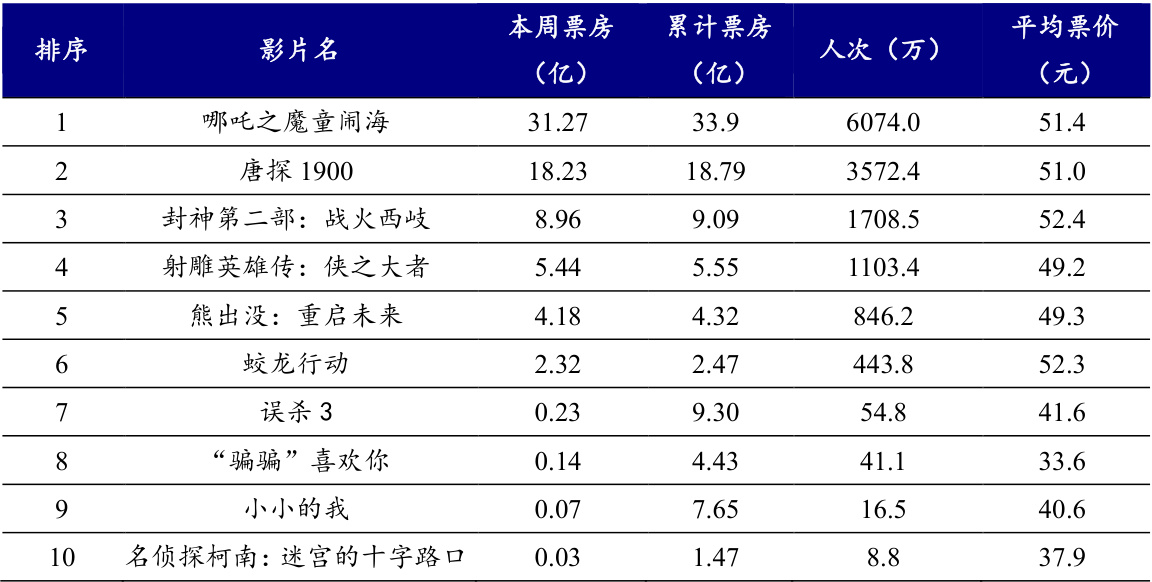 排序 影片名 本周票房（亿） 累计票房（亿） 人次（万） 平均票价（元）
1 哪吒之魔童闹海 31.27 33.9 6074.0 51.4
2 唐探 1900 18.23 18.79 3572.4 51.0
3 封神第二部：战火西岐 8.96 9.09 1708.5 52.4
4 射雕英雄传：侠之大者 5.44 5.55 1103.4 49.2
5 熊出没：重启未来 4.18 4.32 846.2 49.3
6 蛟龙行动 2.32 2.47 443.8 52.3
7 误杀 3 0.23 9.30 54.8 41.6
8 “骗骗”喜欢你 0.14 4.43 41.1 33.6
9 小小的我 0.07 7.65 16.5 40.6
10 名侦探柯南：迷宫的十字路口 0.03 1.47 8.8 37.9